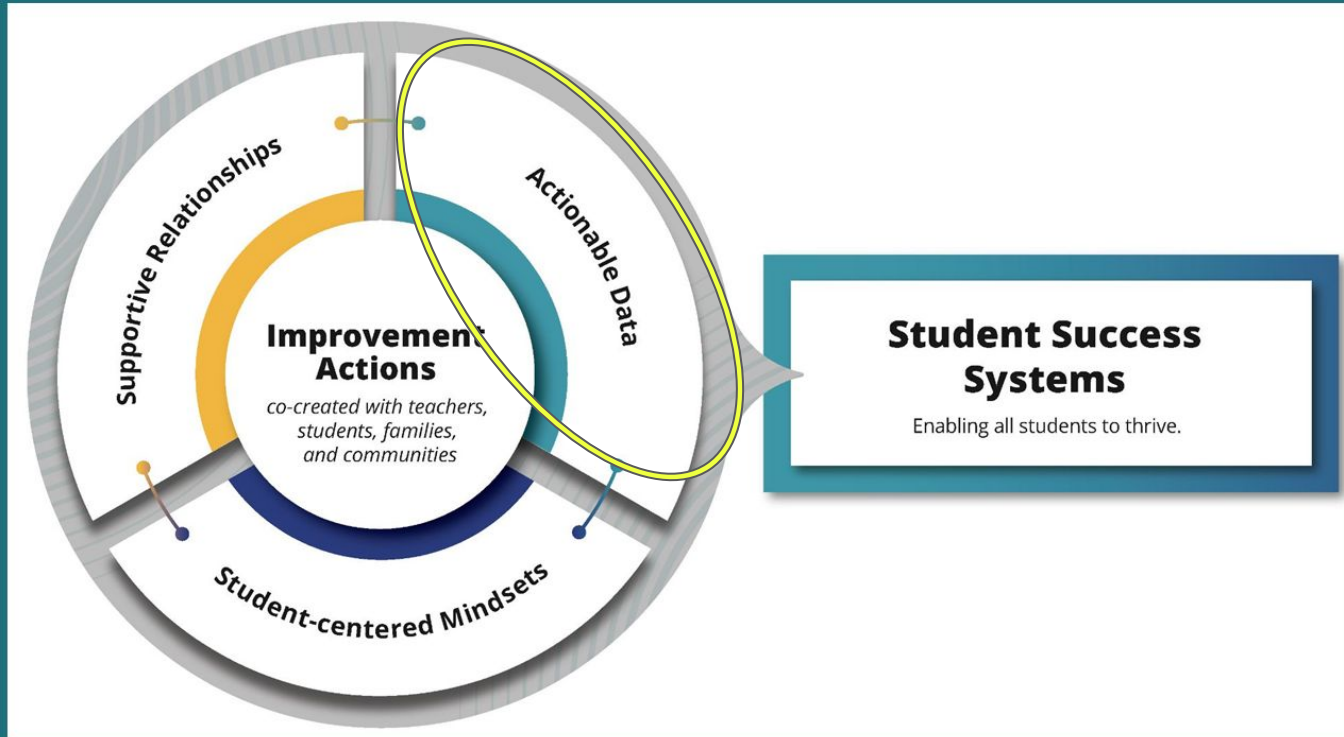 Supportive Relationships
Actionable Data
Improvement
Actions
co-created with teachers,
students, families,
and communities
Student-centered Mindsets
Student Success
Systems
Enabling all students to thrive.